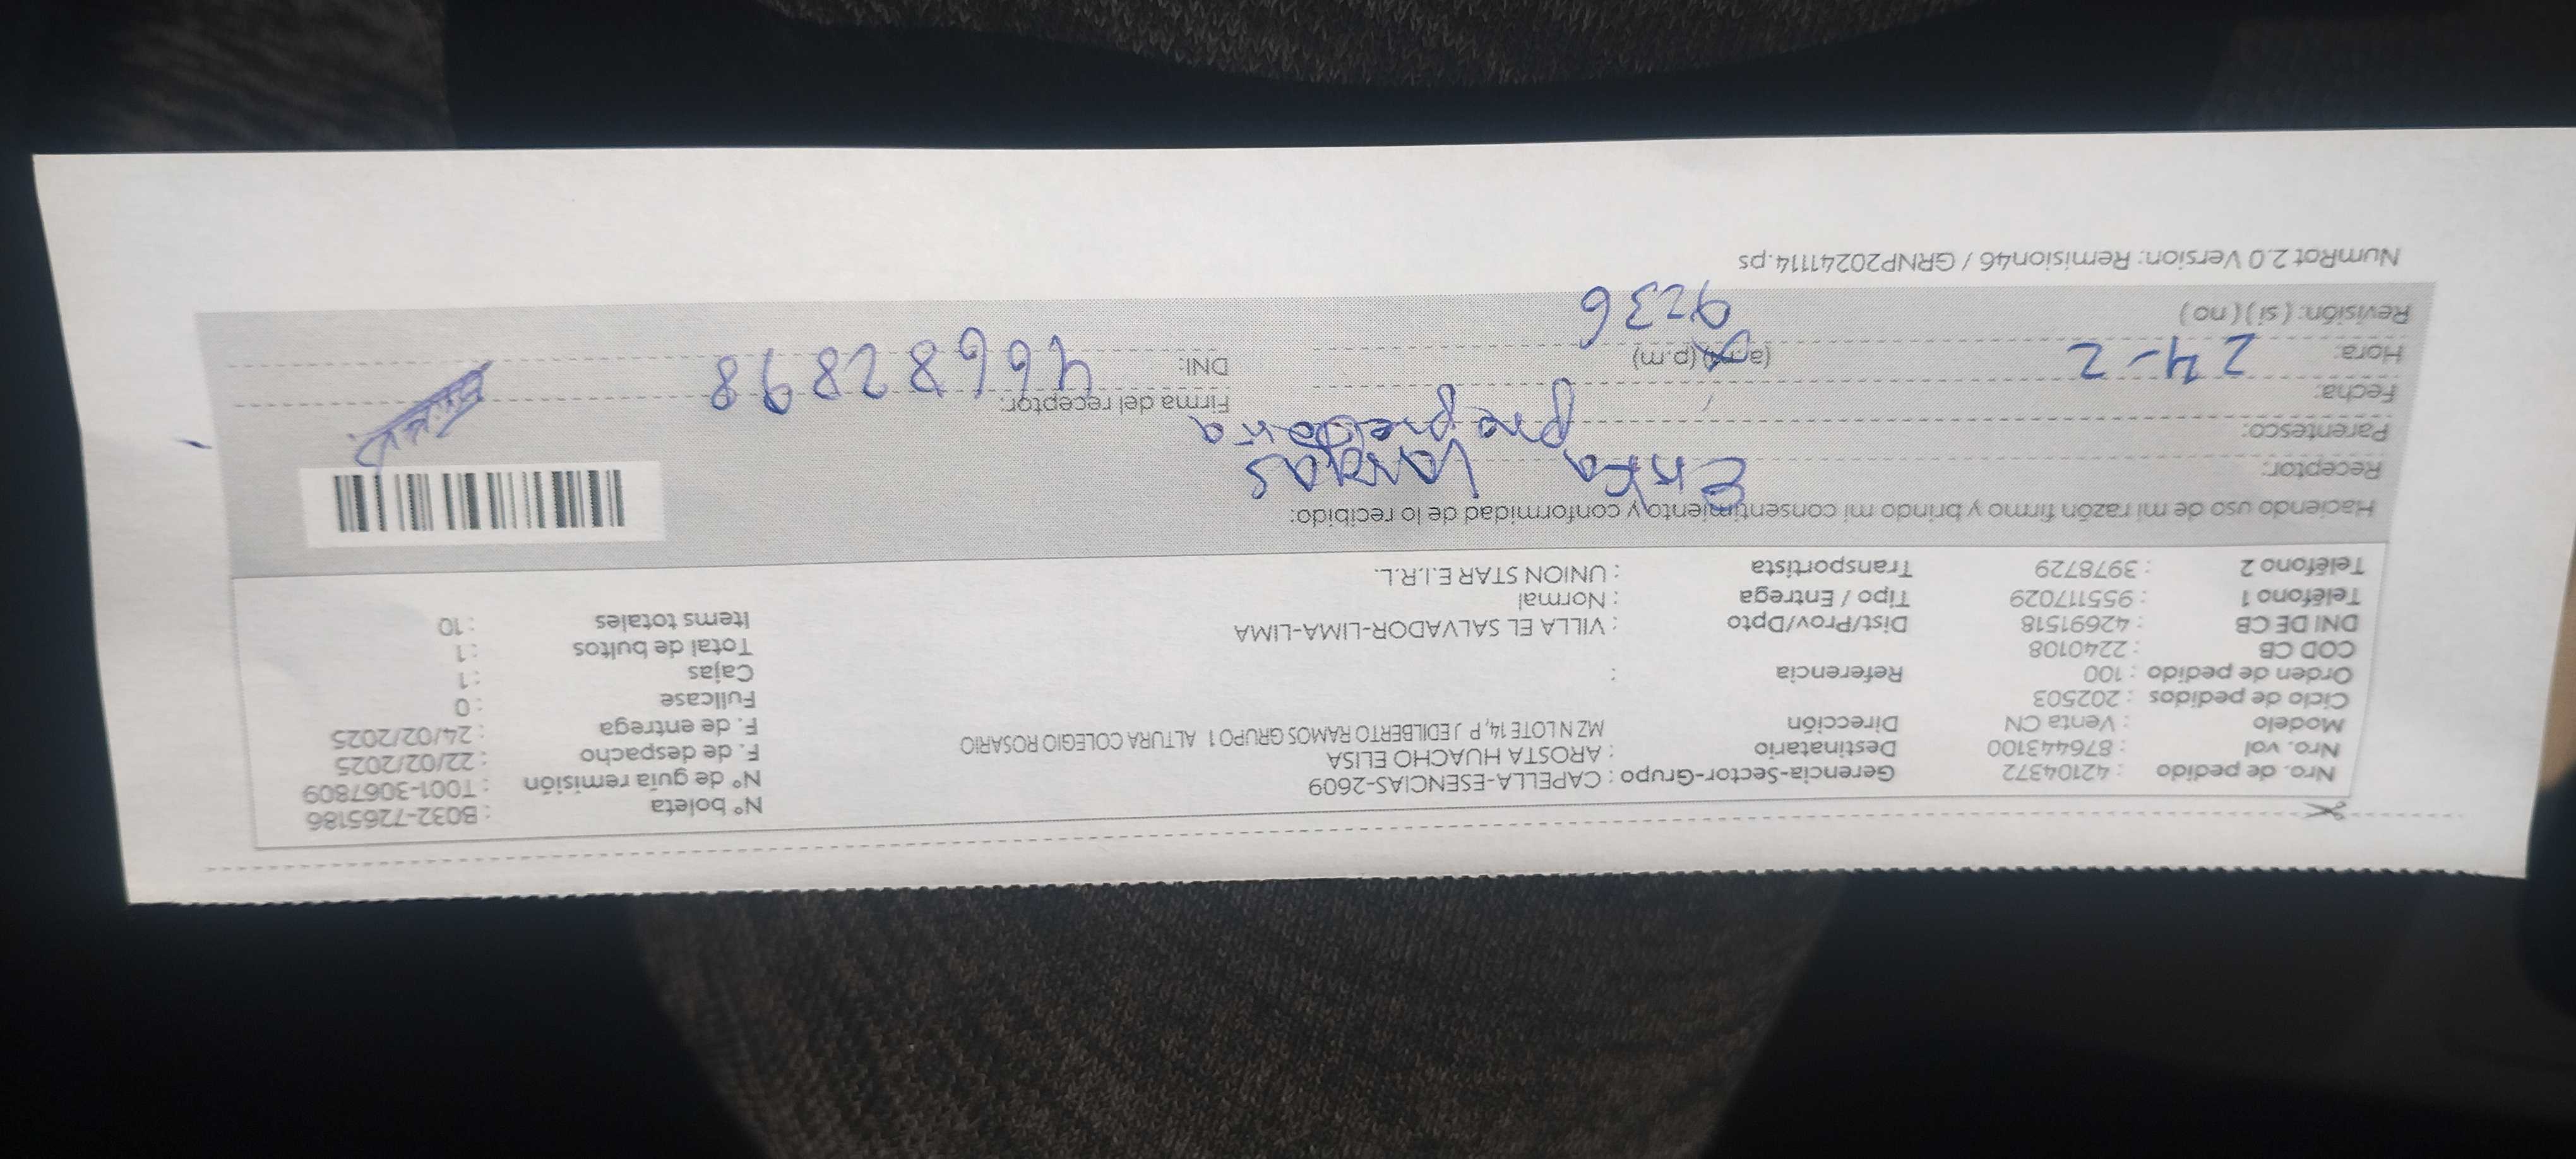 Nro. de pedido : 42104372 Gerencia-Sector-Grupo : CAPELLA-ESENCIAS-2609 N° boleta : B032-7265186
Nro. vol : 876443100 Destinatario : AROSTA HUACHO ELISA N° de guía remisión : T001-3067809
Modelo : Venta CN Dirección MZ N LOTE 14, P J EDILBERTO RAMOS GRUPO 1 ALTURA COLEGIO ROSARIO F. de despacho : 22/02/2025
Ciclo de pedidos : 202503 F. de entrega : 24/02/2025
Orden de pedido : 100 Referencia : Fullcase : 0
COD CB : 2240108 Cajas : 1
DNI DE CB : 42691518 Dist/Prov/Dpto : VILLA EL SALVADOR-LIMA-LIMA Total de bultos : 1
Teléfono 1 : 955117029 Tipo / Entrega : Normal Items totales : 10
Teléfono 2 : 3978729 Transportista : UNION STAR E.I.R.L.
Haciendo uso de mi razón firmo y brindo mi consentimiento y conformidad de lo recibido:
Receptor: Erika
Parentesco:
Fecha: 24-2 Firma del receptor:
Hora: (a.m) (p.m) DNI: 4682898
Revisión: ( si ) ( no ) 9236
NumRot 2.0 Version: Remision46 / GRNP20241114.ps